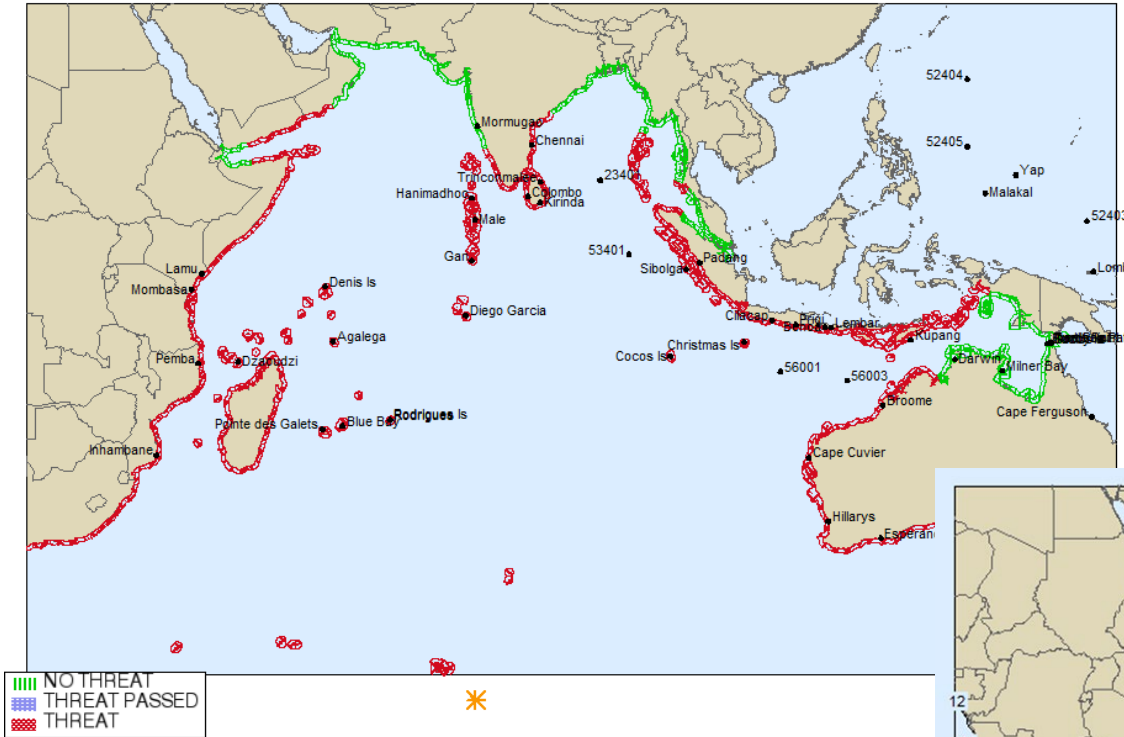 52404
Mormugao
Chennai
52405
Trincomalee
23401
Yap
Hanimadhoo
Colombo
Kirinda
Malakal
Male
52403
Gan
53401
Padang
Lamu
Sibolga
Mombasa
Denis Is
Diego Garcia
Cilacap
Prigi
Lembar
Agalega
Christmas Is
Kupang
Pemba
Dzaoudzi
Cocos Is
Darwin
56001
Milner Bay
56003
Broome
Rodrigues Is
Cape Ferguson
Pointe des Galets
Blue Bay
Inhambane
Cape Cuvier
Hillarys
NO THREAT
THREAT PASSED
THREAT
12